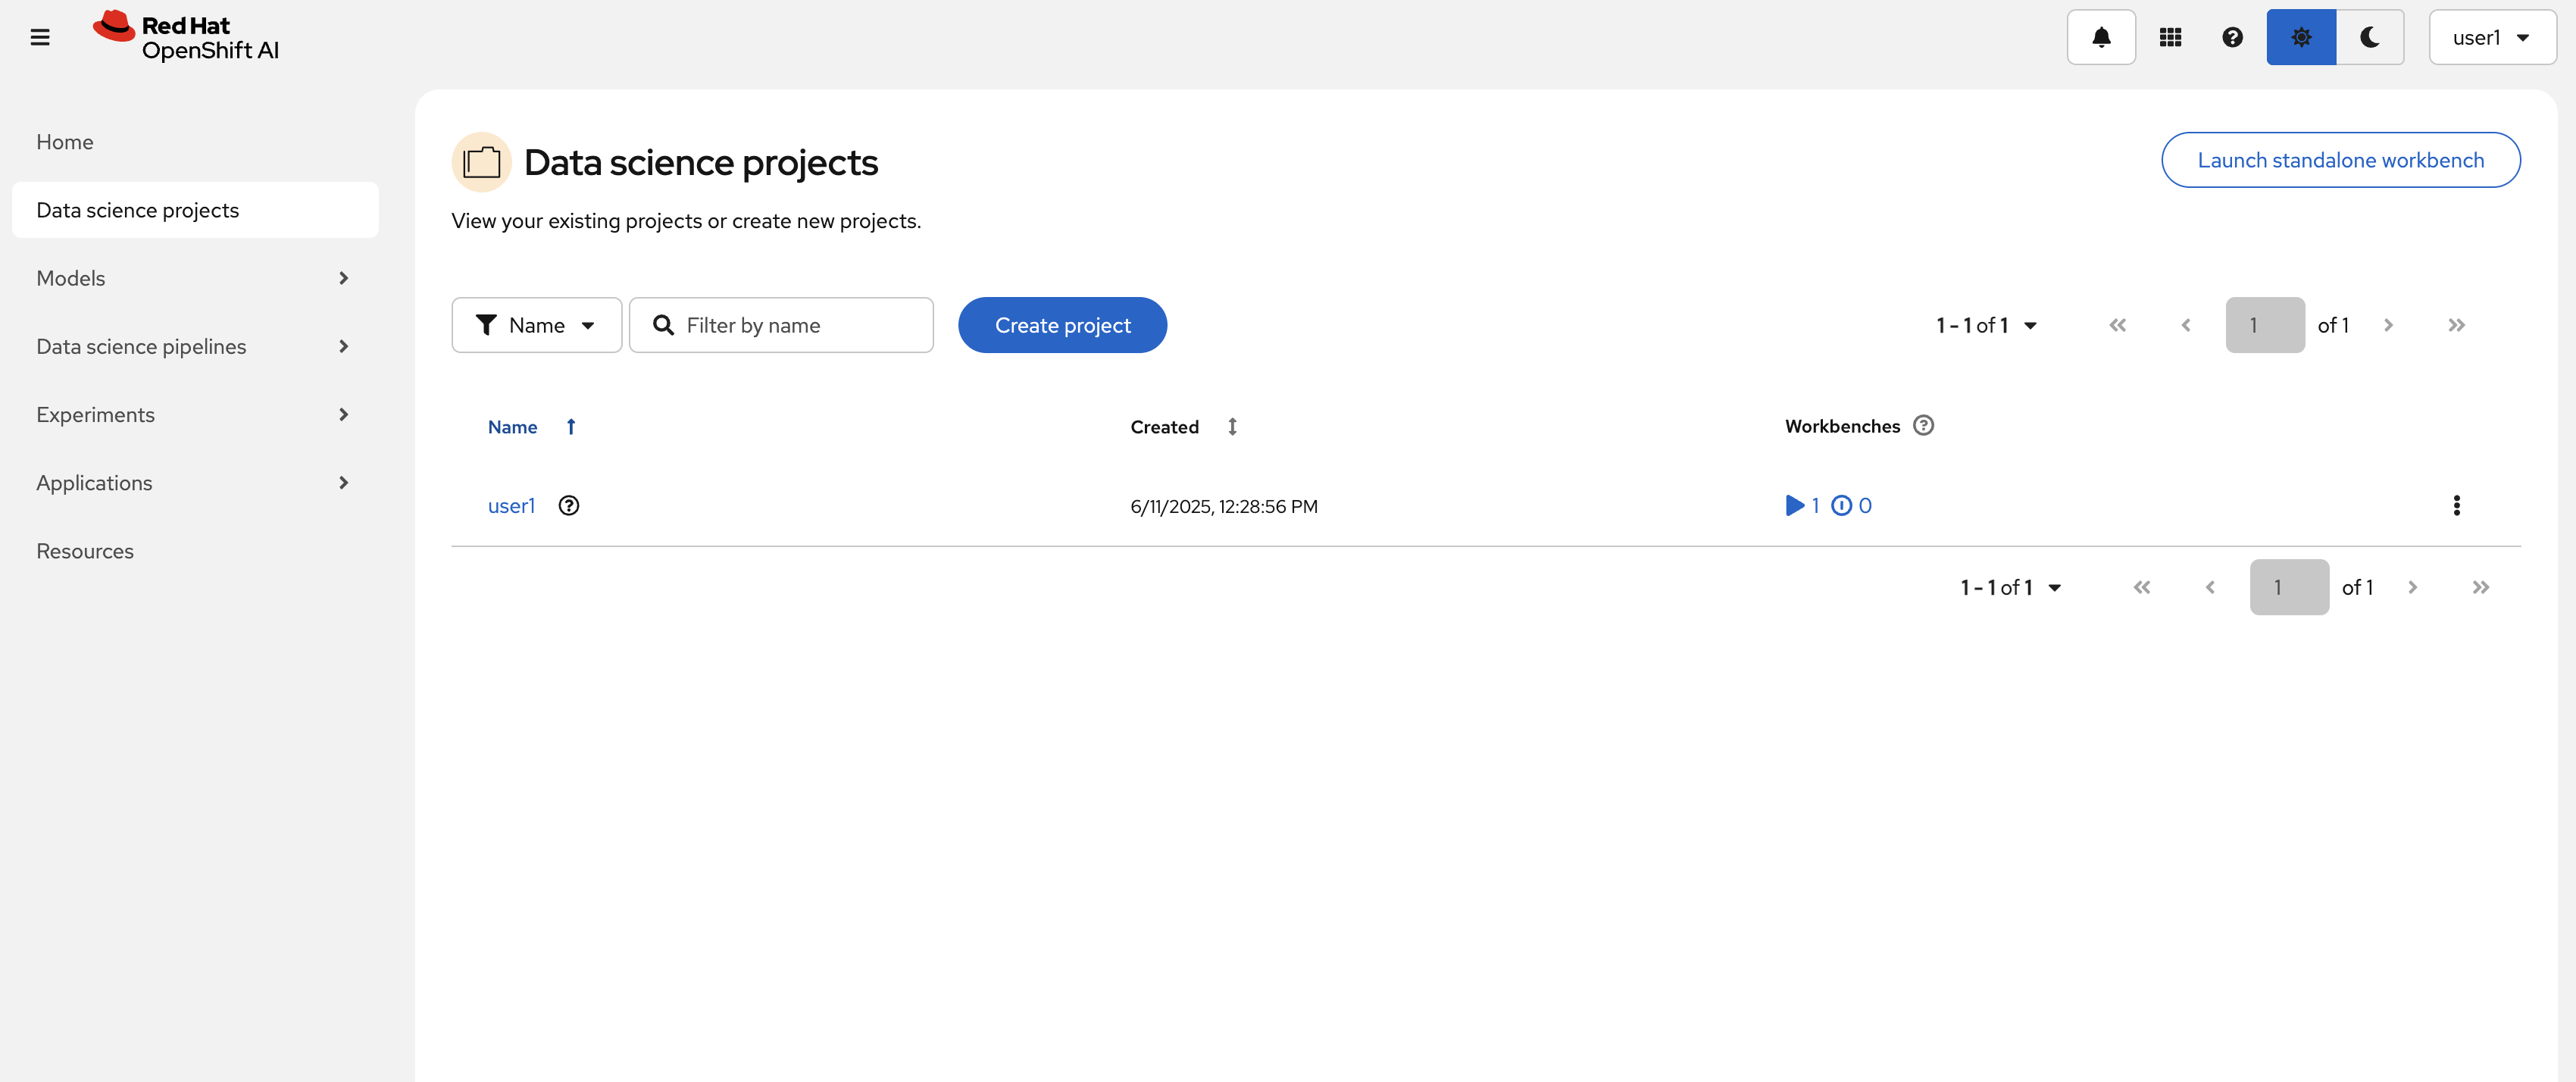 Red Hat
OpenShift AI
user1
Home
Data science projects
Models
Data science pipelines
Experiments
Applications
Resources
Data science projects
Launch standalone workbench
View your existing projects or create new projects.
Name
Filter by name
Create project
1 - 1 of 1
1 of 1
Name
Created
Workbenches
user1
6/11/2025, 12:28:56 PM
1 0
1 - 1 of 1
1 of 1